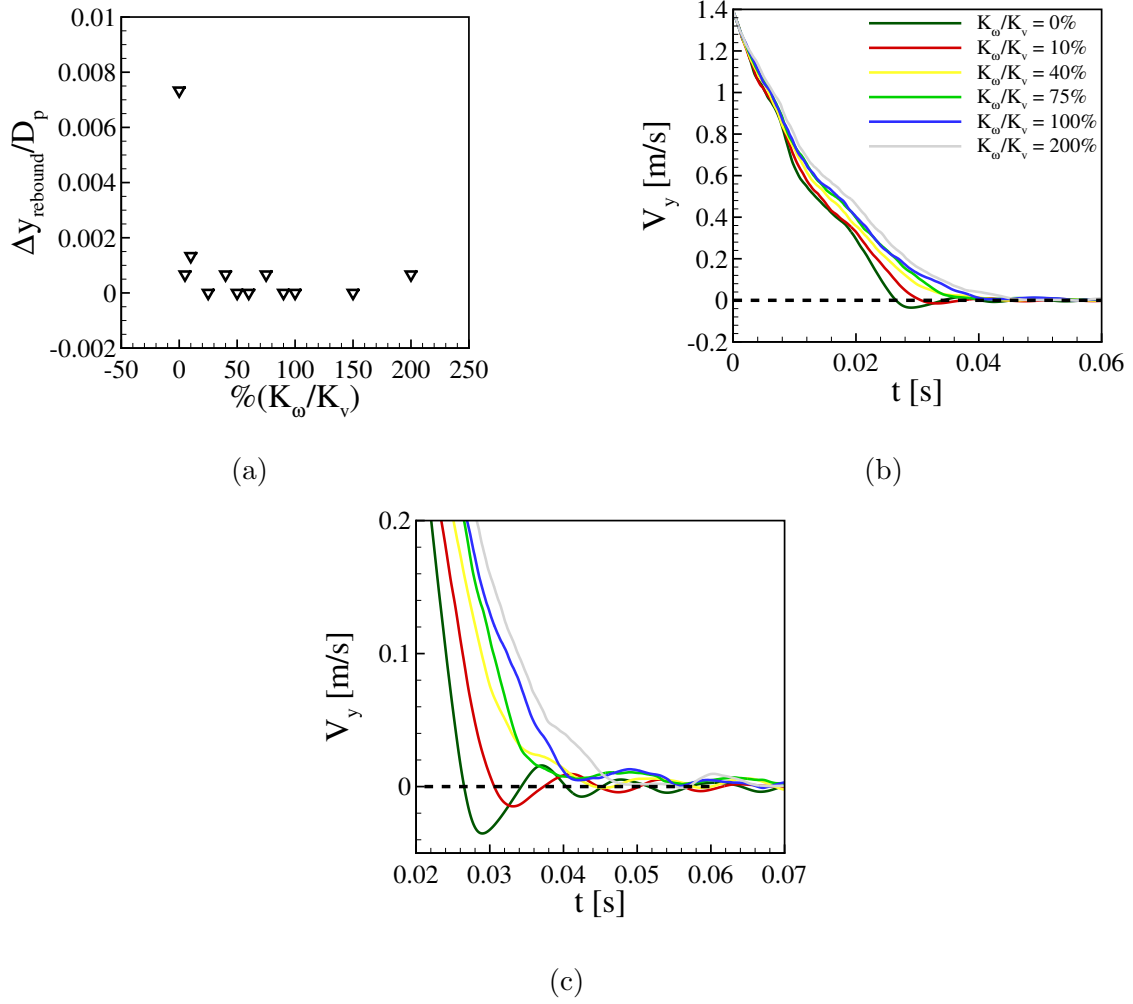 0.01
0.008
0.006
0.004
0.002
0
-0.002
Δy_rebound/D_p
-50 0 50 100 150 200 250
%(K_ω/K_v)
(a)
1.4
1.2
1
0.8
0.6
0.4
0.2
0
-0.2
V_y [m/s]
K_ω/K_v = 0%
K_ω/K_v = 10%
K_ω/K_v = 40%
K_ω/K_v = 75%
K_ω/K_v = 100%
K_ω/K_v = 200%
0 0.02 0.04 0.06
t [s]
(b)
0.2
0.1
0
V_y [m/s]
0.02 0.03 0.04 0.05 0.06 0.07
t [s]
(c)